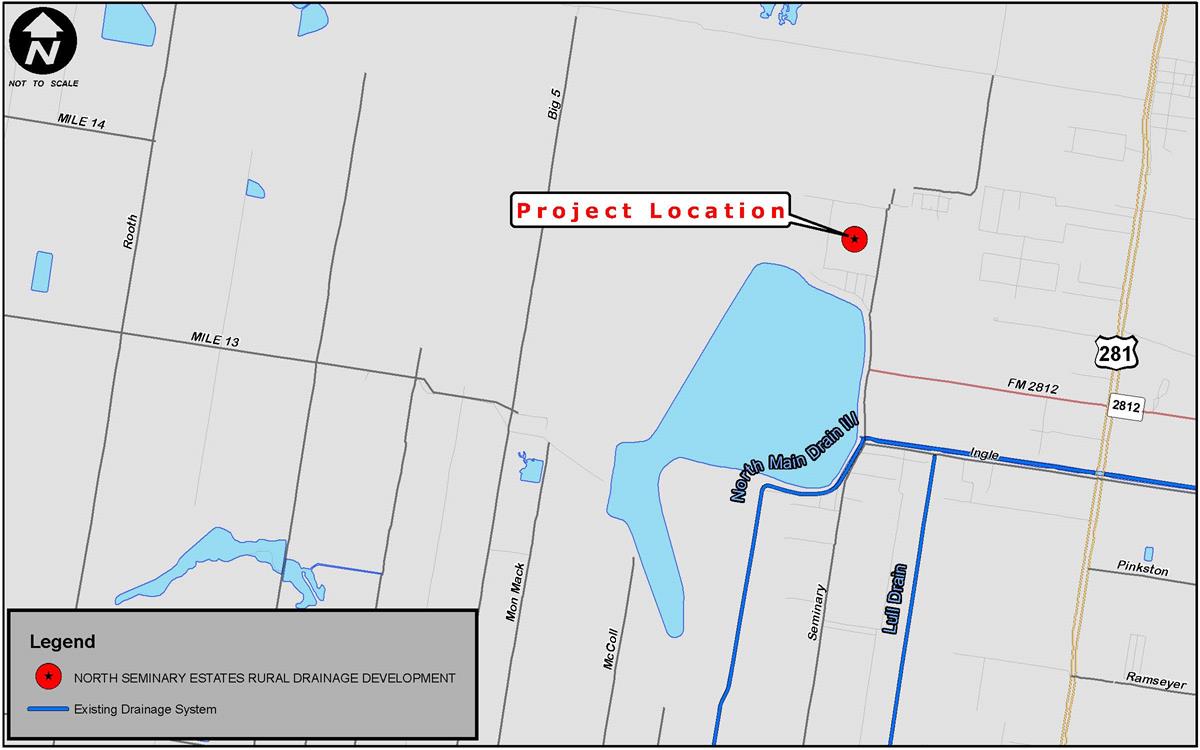 N
NOT TO SCALE
MILE 14
Big 5
Rooth
Project Location
MILE 13
281
FM 2812
2812
North Main Drain II/
Ingle
Pinkston
Lull Drain
Mon Mack
Seminary
McColl
Ramseyer
Legend
NORTH SEMINARY ESTATES RURAL DRAINAGE DEVELOPMENT
Existing Drainage System